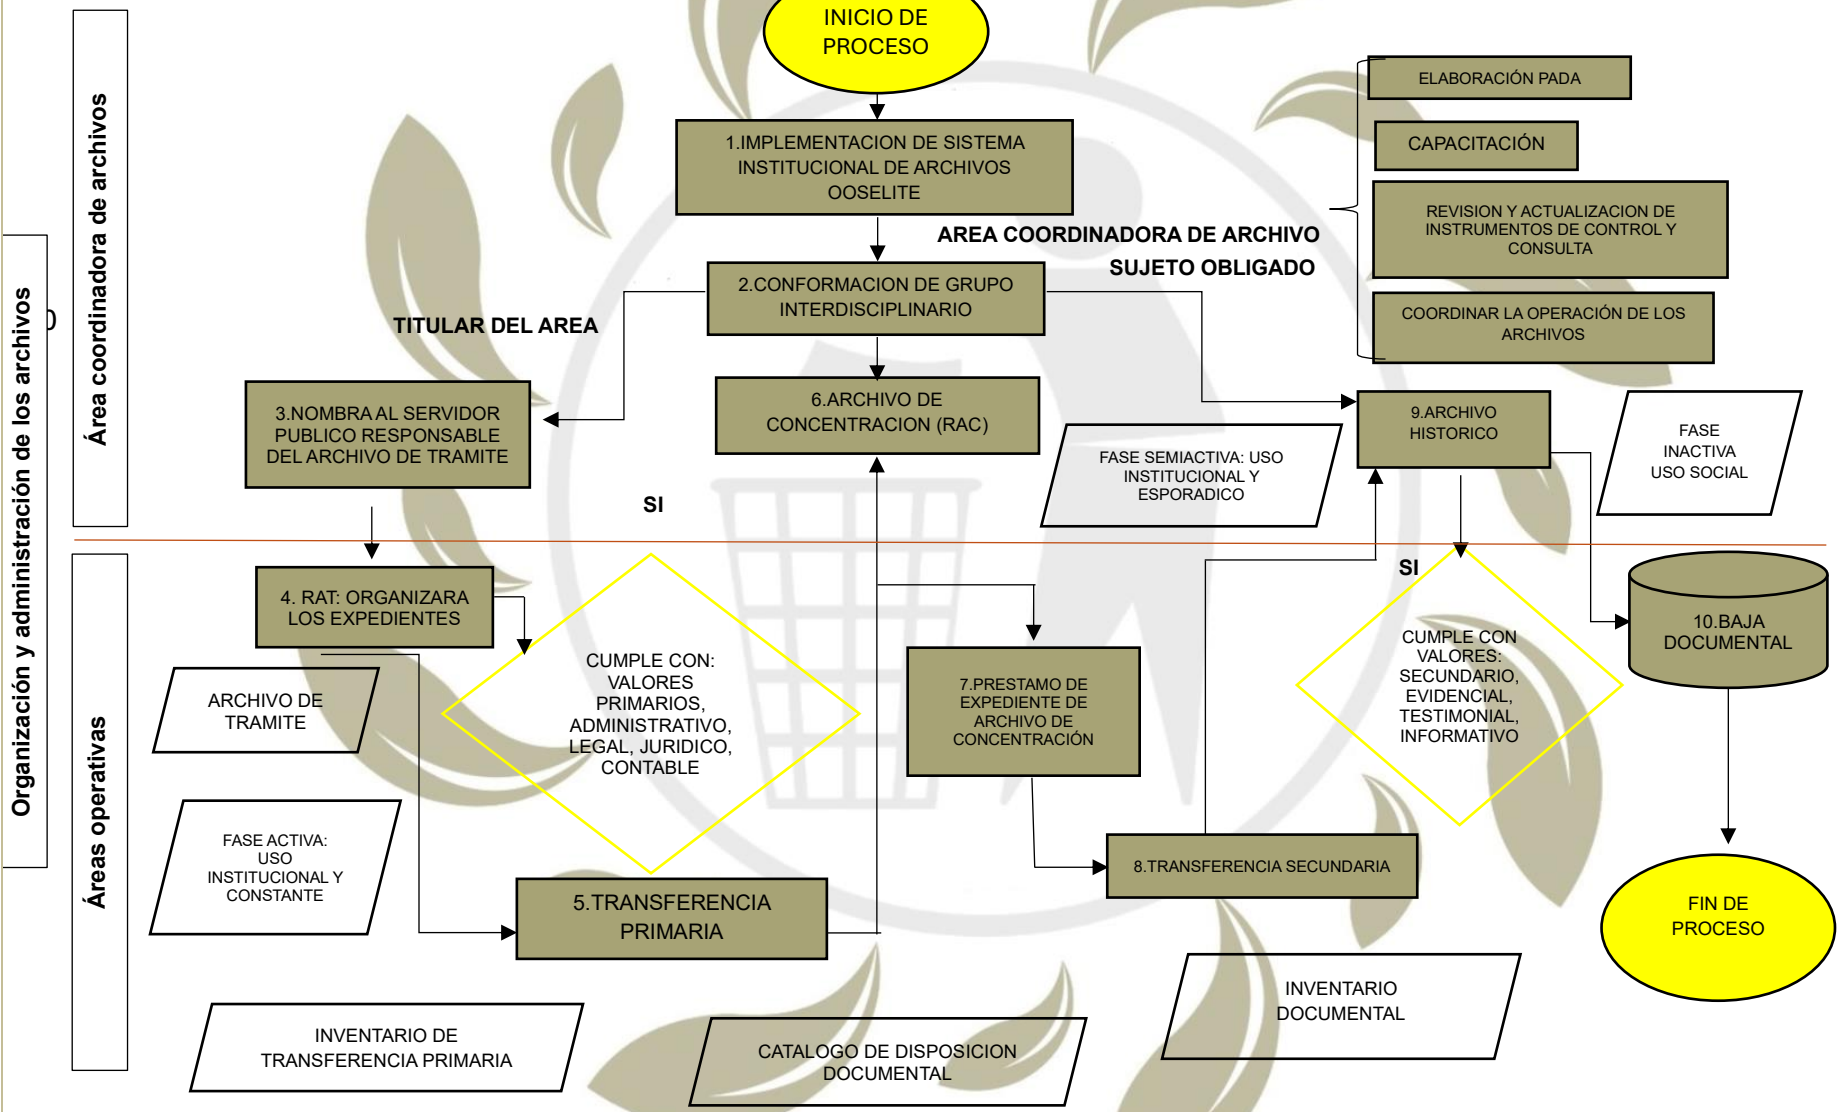 Organización y administración de los archivos
Área coordinadora de archivos
Áreas operativas
INICIO DE
PROCESO
1.IMPLEMENTACION DE SISTEMA
INSTITUCIONAL DE ARCHIVOS
OOSELITE
AREA COORDINADORA DE ARCHIVO
SUJETO OBLIGADO
ELABORACIÓN PADA
CAPACITACIÓN
REVISION Y ACTUALIZACION DE
INSTRUMENTOS DE CONTROL Y
CONSULTA
COORDINAR LA OPERACIÓN DE LOS
ARCHIVOS
2.CONFORMACION DE GRUPO
INTERDISCIPLINARIO
TITULAR DEL AREA
3.NOMBRA AL SERVIDOR
PUBLICO RESPONSABLE
DEL ARCHIVO DE TRAMITE
6.ARCHIVO DE
CONCENTRACION (RAC)
FASE SEMIACTIVA: USO
INSTITUCIONAL Y
ESPORADICO
9.ARCHIVO
HISTORICO
FASE
INACTIVA
USO SOCIAL
SI
SI
4. RAT: ORGANIZARA
LOS EXPEDIENTES
CUMPLE CON:
VALORES
PRIMARIOS,
ADMINISTRATIVO,
LEGAL, JURIDICO,
CONTABLE
7.PRESTAMO DE
EXPEDIENTE DE
ARCHIVO DE
CONCENTRACIÓN
CUMPLE CON
VALORES:
SECUNDARIO,
EVIDENCIAL,
TESTIMONIAL,
INFORMATIVO
10.BAJA
DOCUMENTAL
ARCHIVO DE
TRAMITE
FASE ACTIVA:
USO
INSTITUCIONAL Y
CONSTANTE
5.TRANSFERENCIA
PRIMARIA
8.TRANSFERENCIA SECUNDARIA
FIN DE
PROCESO
INVENTARIO DE
TRANSFERENCIA PRIMARIA
CATALOGO DE DISPOSICION
DOCUMENTAL
INVENTARIO
DOCUMENTAL